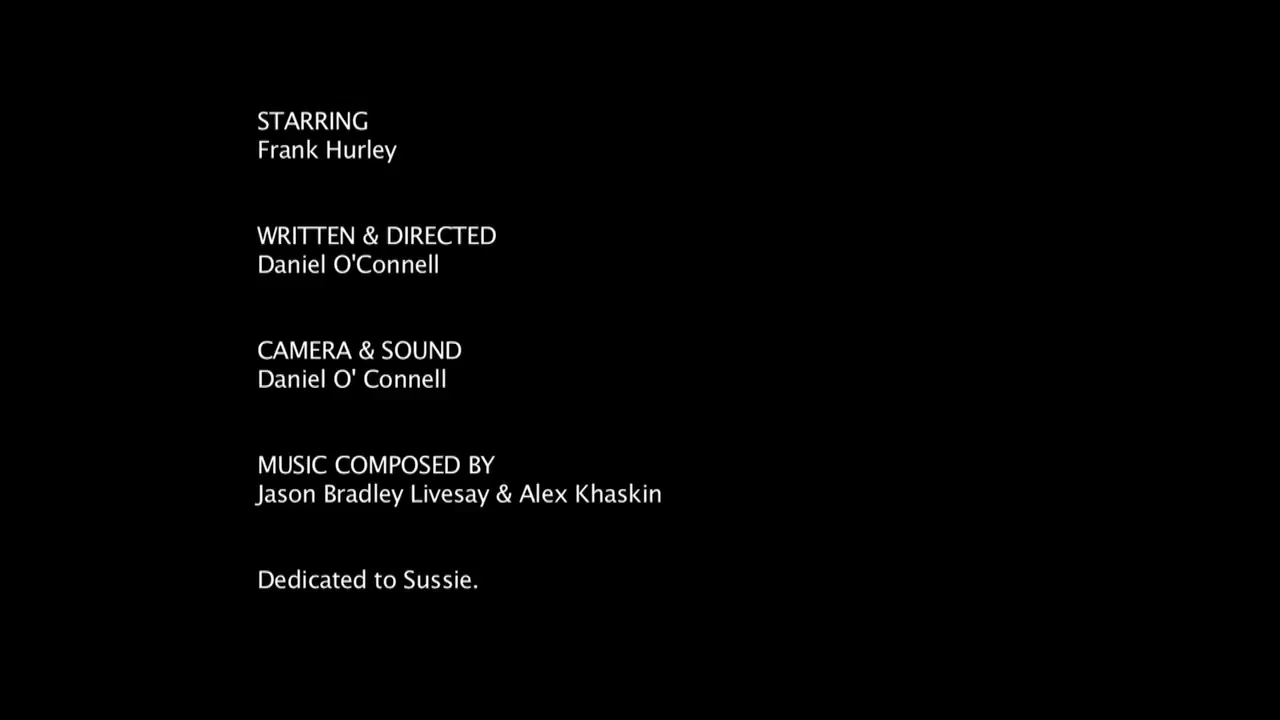 STARRING
Frank Hurley
WRITTEN & DIRECTED
Daniel O'Connell
CAMERA & SOUND
Daniel O' Connell
MUSIC COMPOSED BY
Jason Bradley Livesay & Alex Khaskin
Dedicated to Sussie.